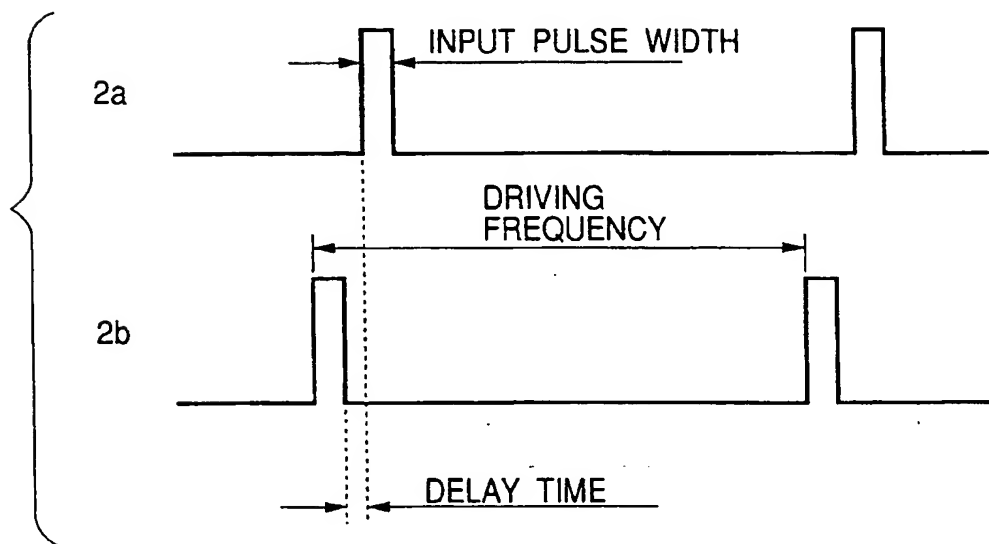 INPUT PULSE WIDTH
2a
DRIVING
FREQUENCY
2b
DELAY TIME